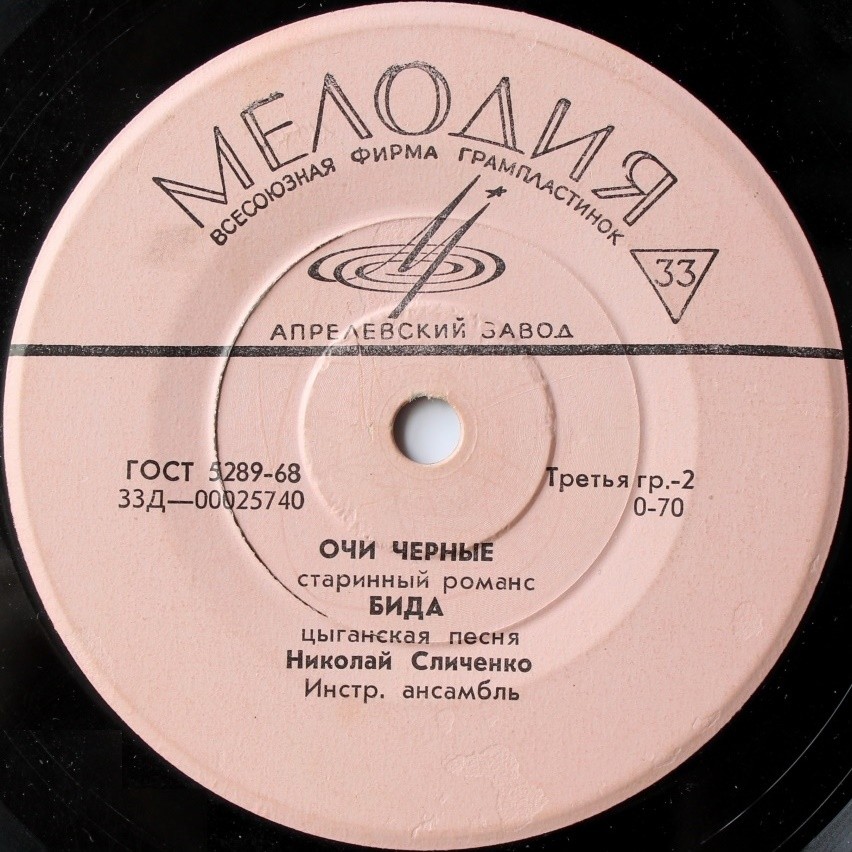 МЕЛОДИЯ
ВСЕСОЮЗНАЯ ФИРМА ГРАМПЛАСТИНОК
33
АПРЕЛЕВСКИЙ ЗАВОД
ГОСТ 5289-68
Третья гр.-2
33Д—00025740
0-70
ОЧИ ЧЕРНЫЕ
старинный романс
БИДА
цыганская песня
Николай Сличенко
Инстр. ансамбль